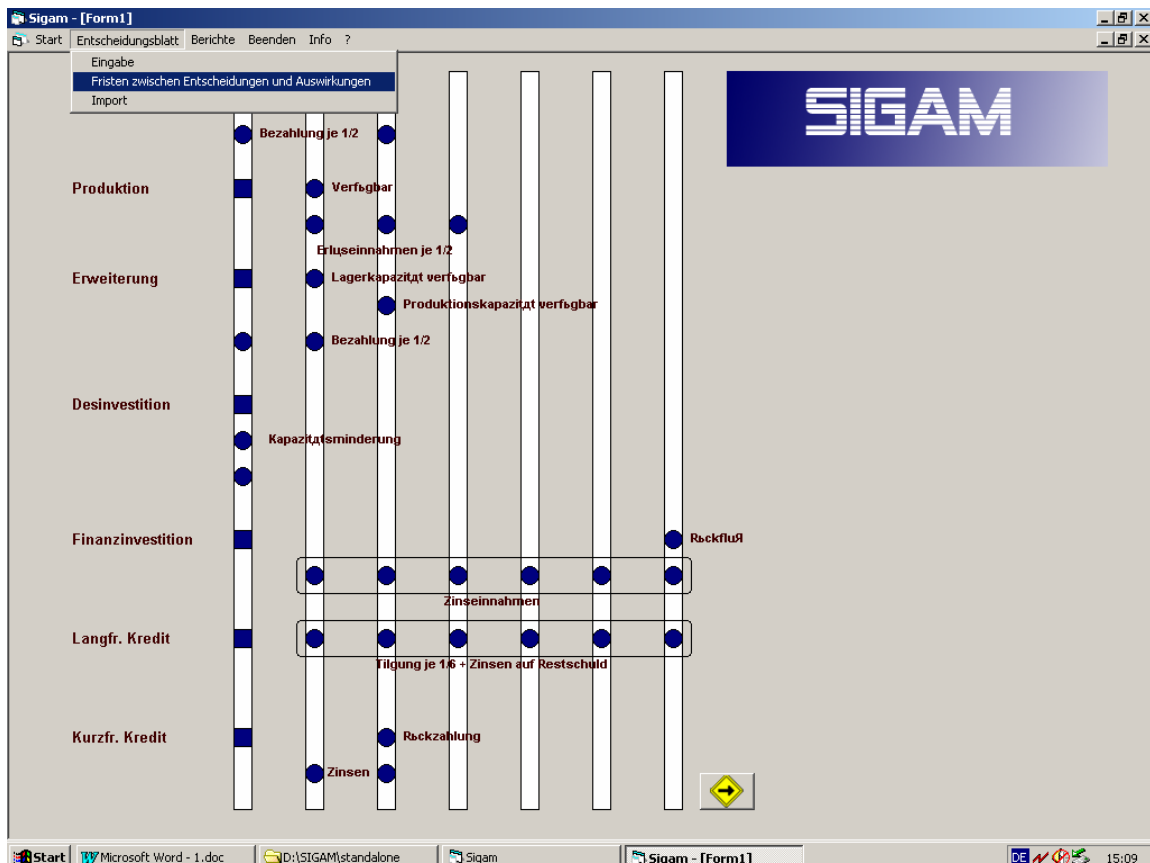 Sigam - [Form1]
Start Entscheidungsblatt Berichte Beenden Info ?
Eingabe
Fristen zwischen Entscheidungen und Auswirkungen
Import
SIGAM
Bezahlung je 1/2
Produktion
Verfьgbar
Erlцseinnahmen je 1/2
Erweiterung
Lagerkapazitдt verfьgbar
Produktionskapazitдt verfьgbar
Bezahlung je 1/2
Desinvestition
Kapazitдtsminderung
Finanzinvestition
RьckfluЯ
Zinseinnahmen
Langfr. Kredit
Tilgung je 1/6 + Zinsen auf Restschuld
Kurzfr. Kredit
Rьckzahlung
Zinsen
Start Microsoft Word - 1.doc D:\SIGAM\standalone Sigam Sigam - [Form1] DE 15:09